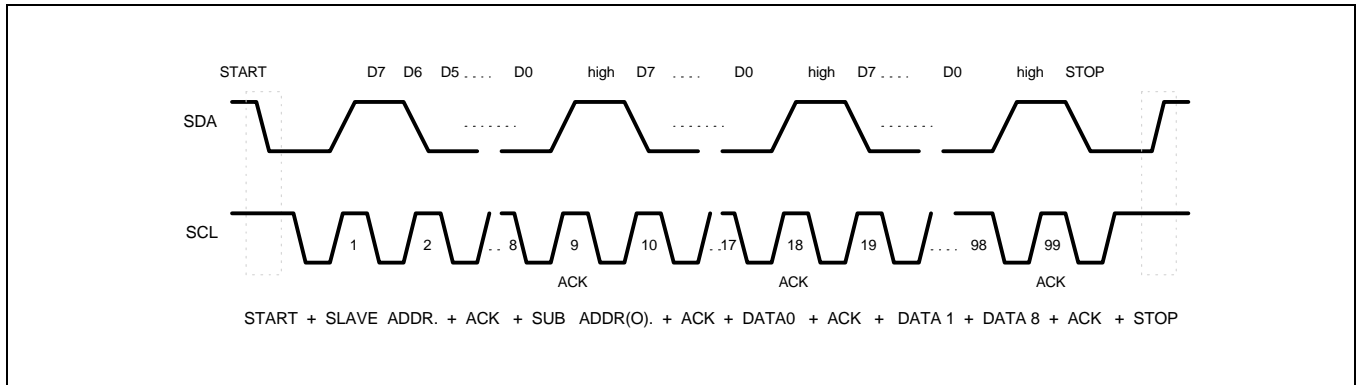 START D7 D6 D5 .... D0 high D7 .... D0 high D7 .... D0 high STOP
SDA ....... ....... .......
SCL 1 2 .. 8 9 10 .. 17 18 19 .... 98 99
ACK ACK ACK
START + SLAVE ADDR. + ACK + SUB ADDR(O). + ACK + DATA0 + ACK + DATA 1 + DATA 8 + ACK + STOP